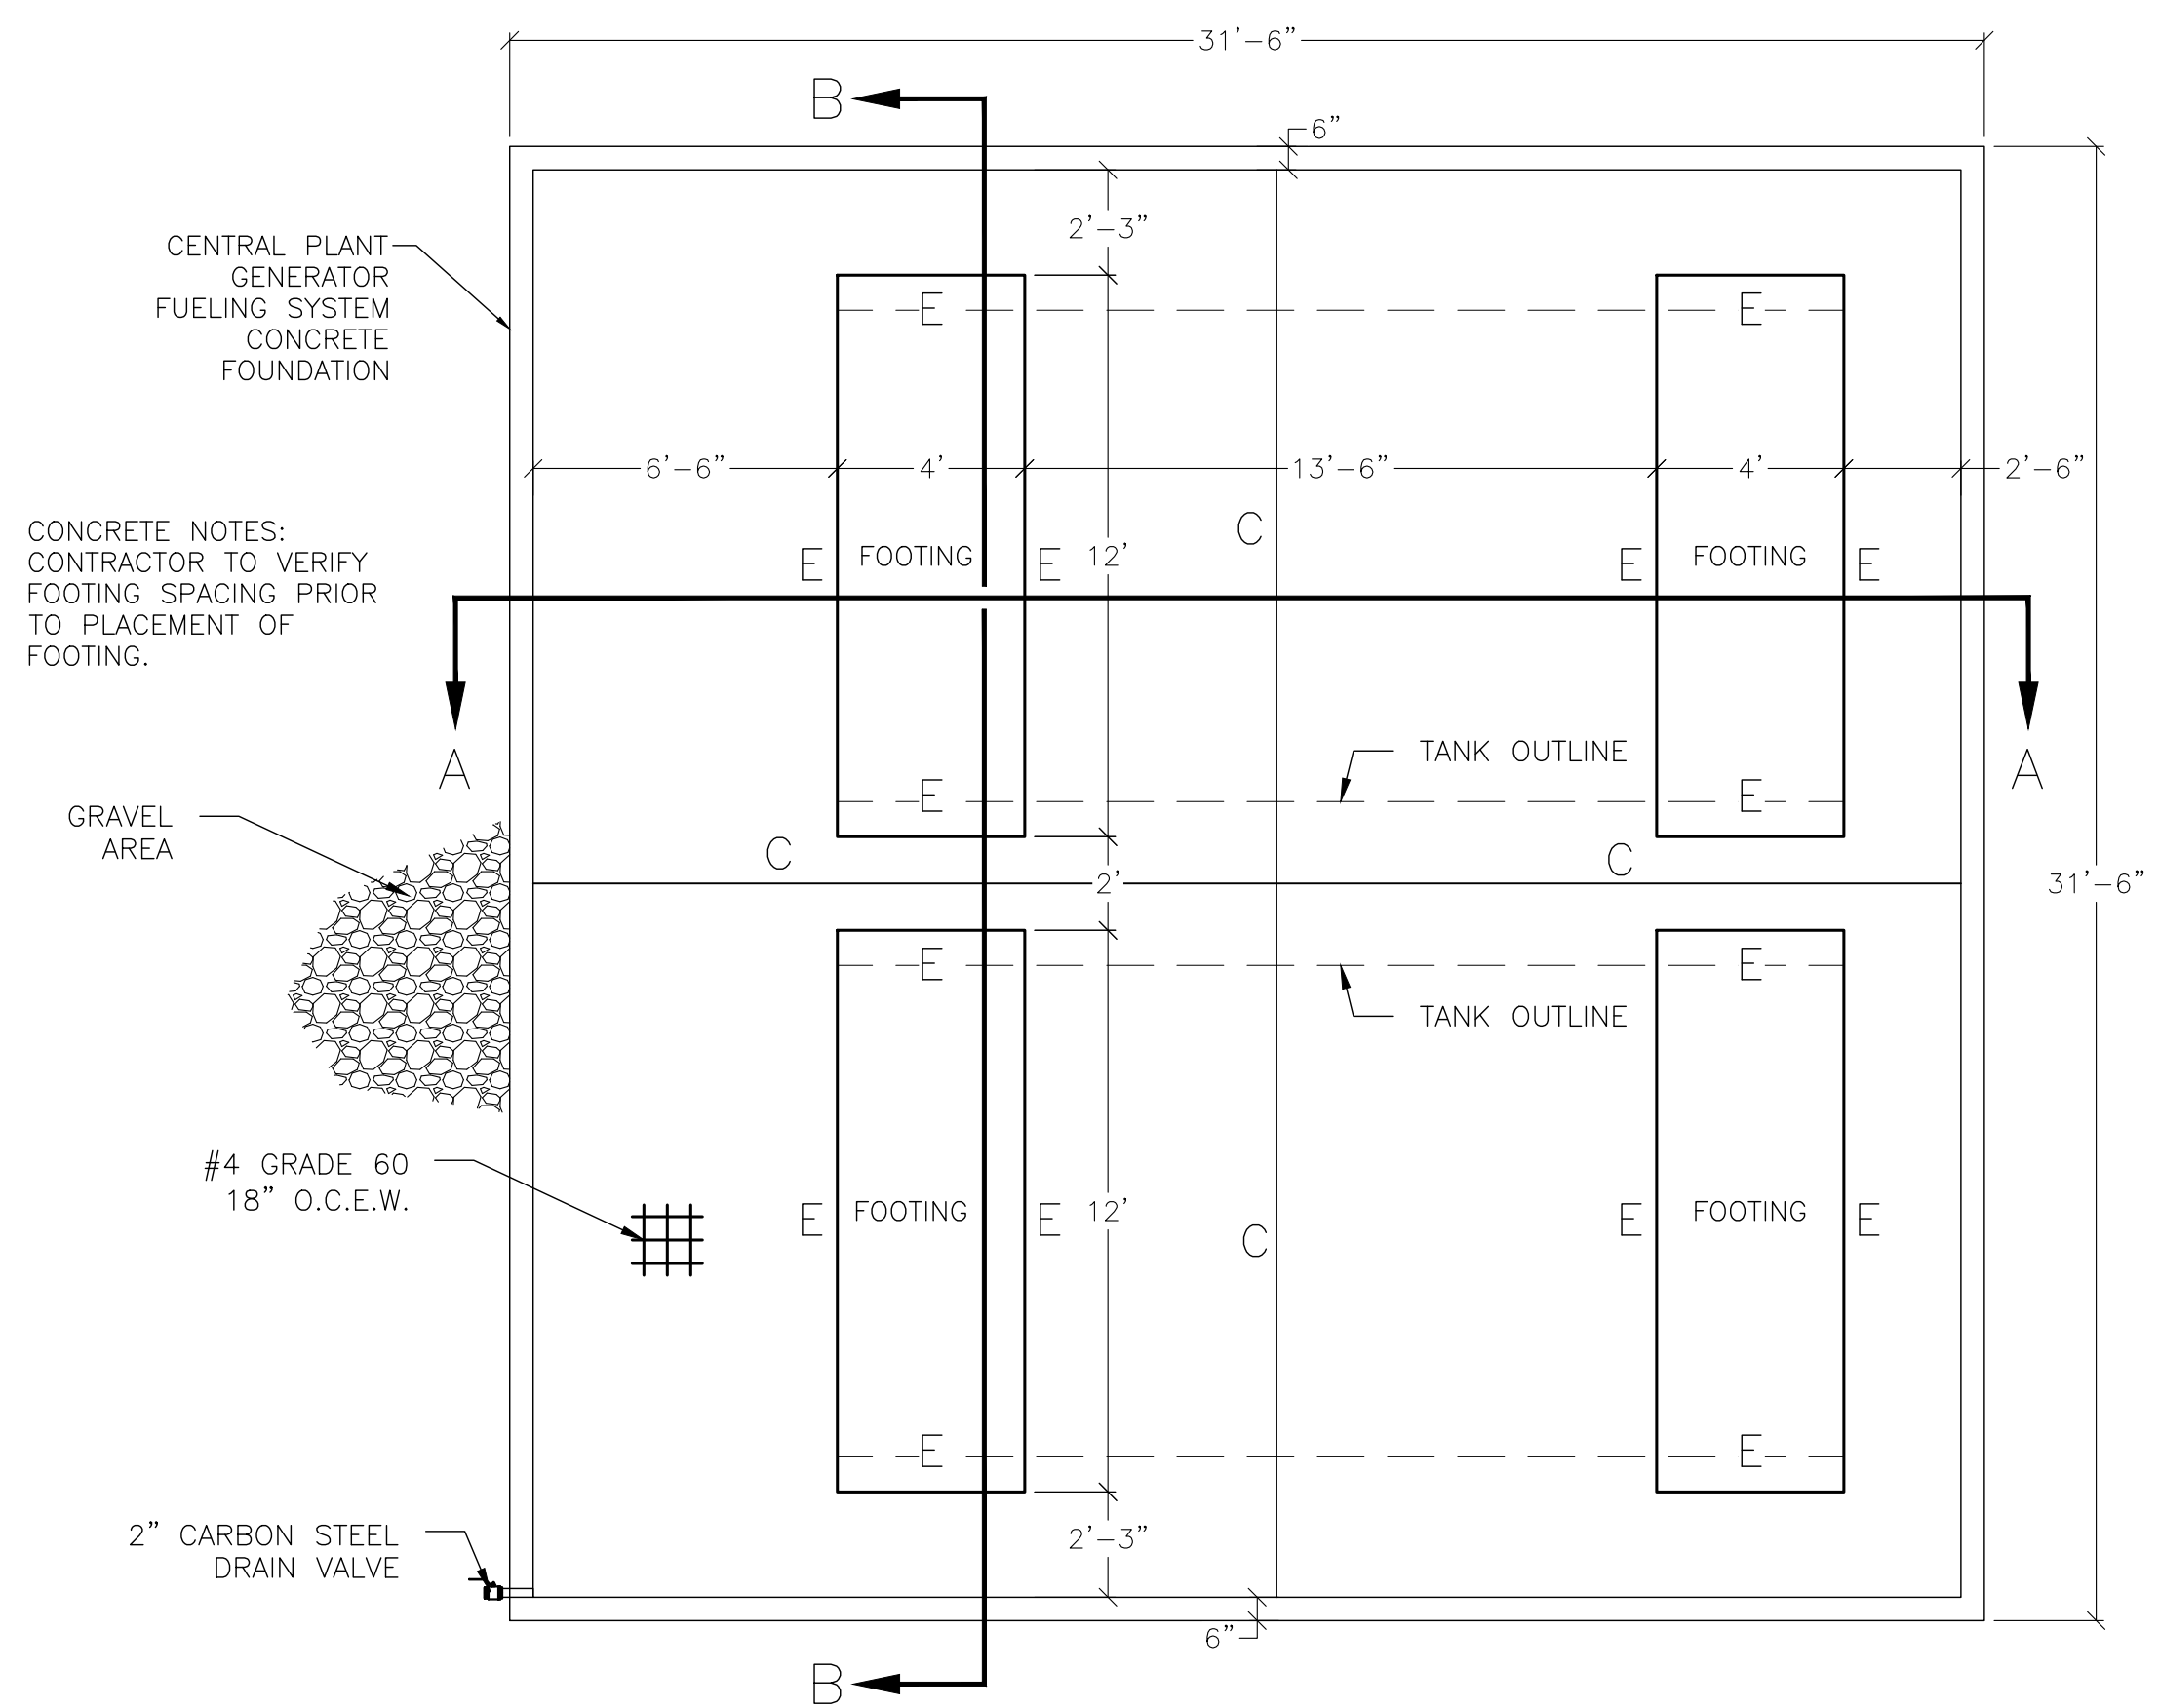 31'-6"
B
6"
2'-3"
CENTRAL PLANT
GENERATOR
FUELING SYSTEM
CONCRETE
FOUNDATION
E
E
6'-6"
4'
13'-6"
4'
2'-6"
CONCRETE NOTES:
CONTRACTOR TO VERIFY
FOOTING SPACING PRIOR
TO PLACEMENT OF
FOOTING.
C
E
FOOTING
E
12'
E
FOOTING
E
A
A
TANK OUTLINE
E
E
GRAVEL
AREA
C
C
2'
31'-6"
E
E
TANK OUTLINE
#4 GRADE 60
18" O.C.E.W.
E
FOOTING
E
12'
C
E
FOOTING
E
E
E
2" CARBON STEEL
DRAIN VALVE
2'-3"
6"
B